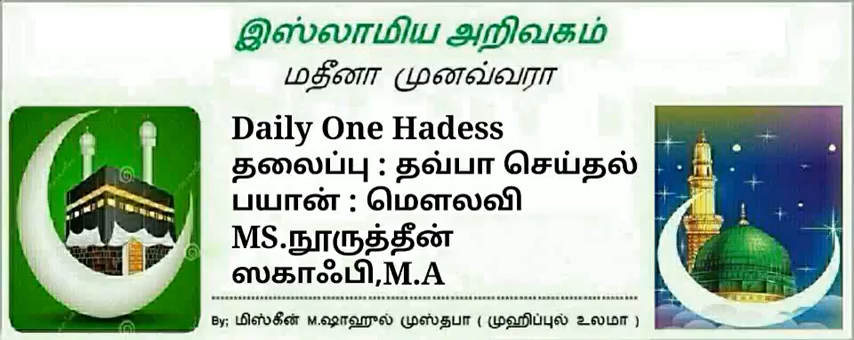 இஸ்லாமிய அறிவகம்
மதீனா முனவ்வரா
Daily One Hadess
தலைப்பு : தவ்பா செய்தல்
பயான் : மௌலவி
MS.நூருத்தீன்
ஸகாஃபி,M.A
By; மிஸ்கீன் M.ஷாஹுல் முஸ்தபா ( முஹிப்புல் உலமா )